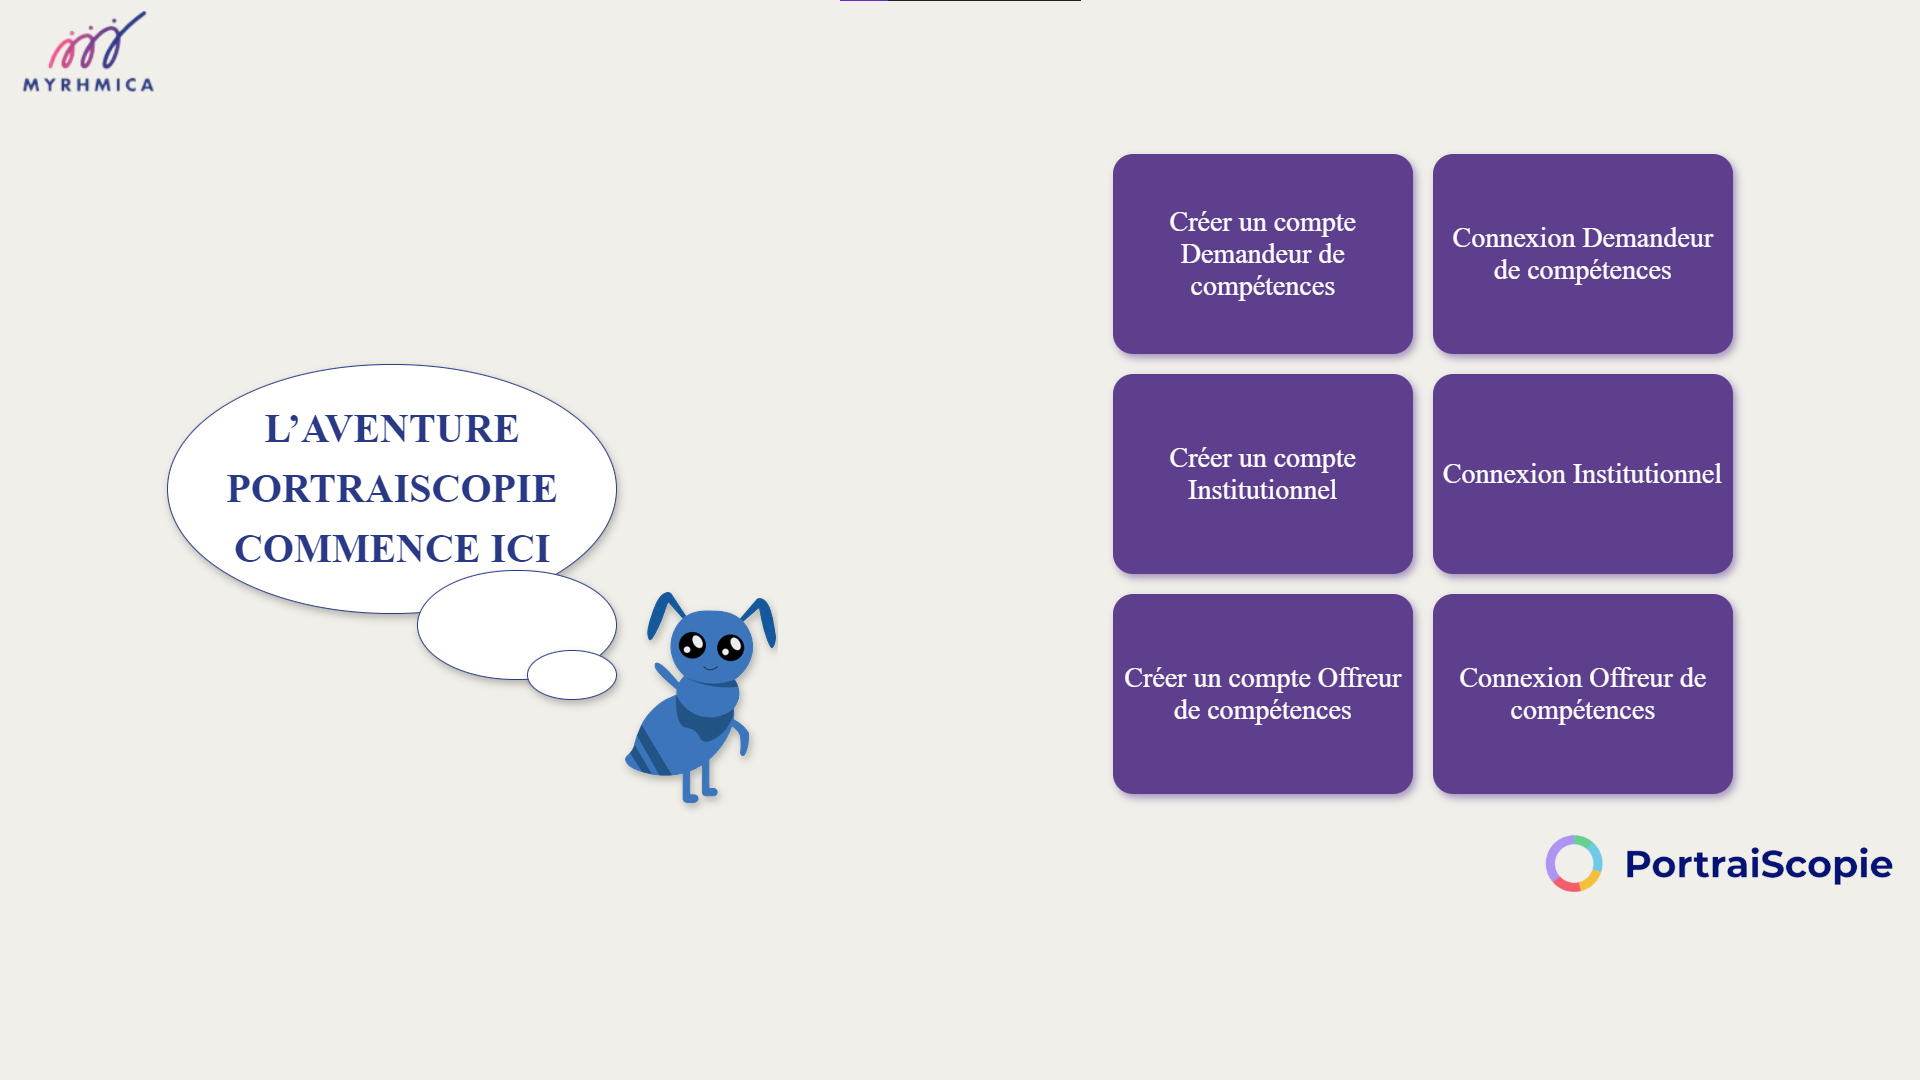 MYRHMICA
L’AVENTURE
PORTRAISCOPIE
COMMENCE ICI
Créer un compte
Demandeur de
compétences
Connexion Demandeur
de compétences
Créer un compte
Institutionnel
Connexion Institutionnel
Créer un compte Offreur
de compétences
Connexion Offreur de
compétences
PortraiScopie